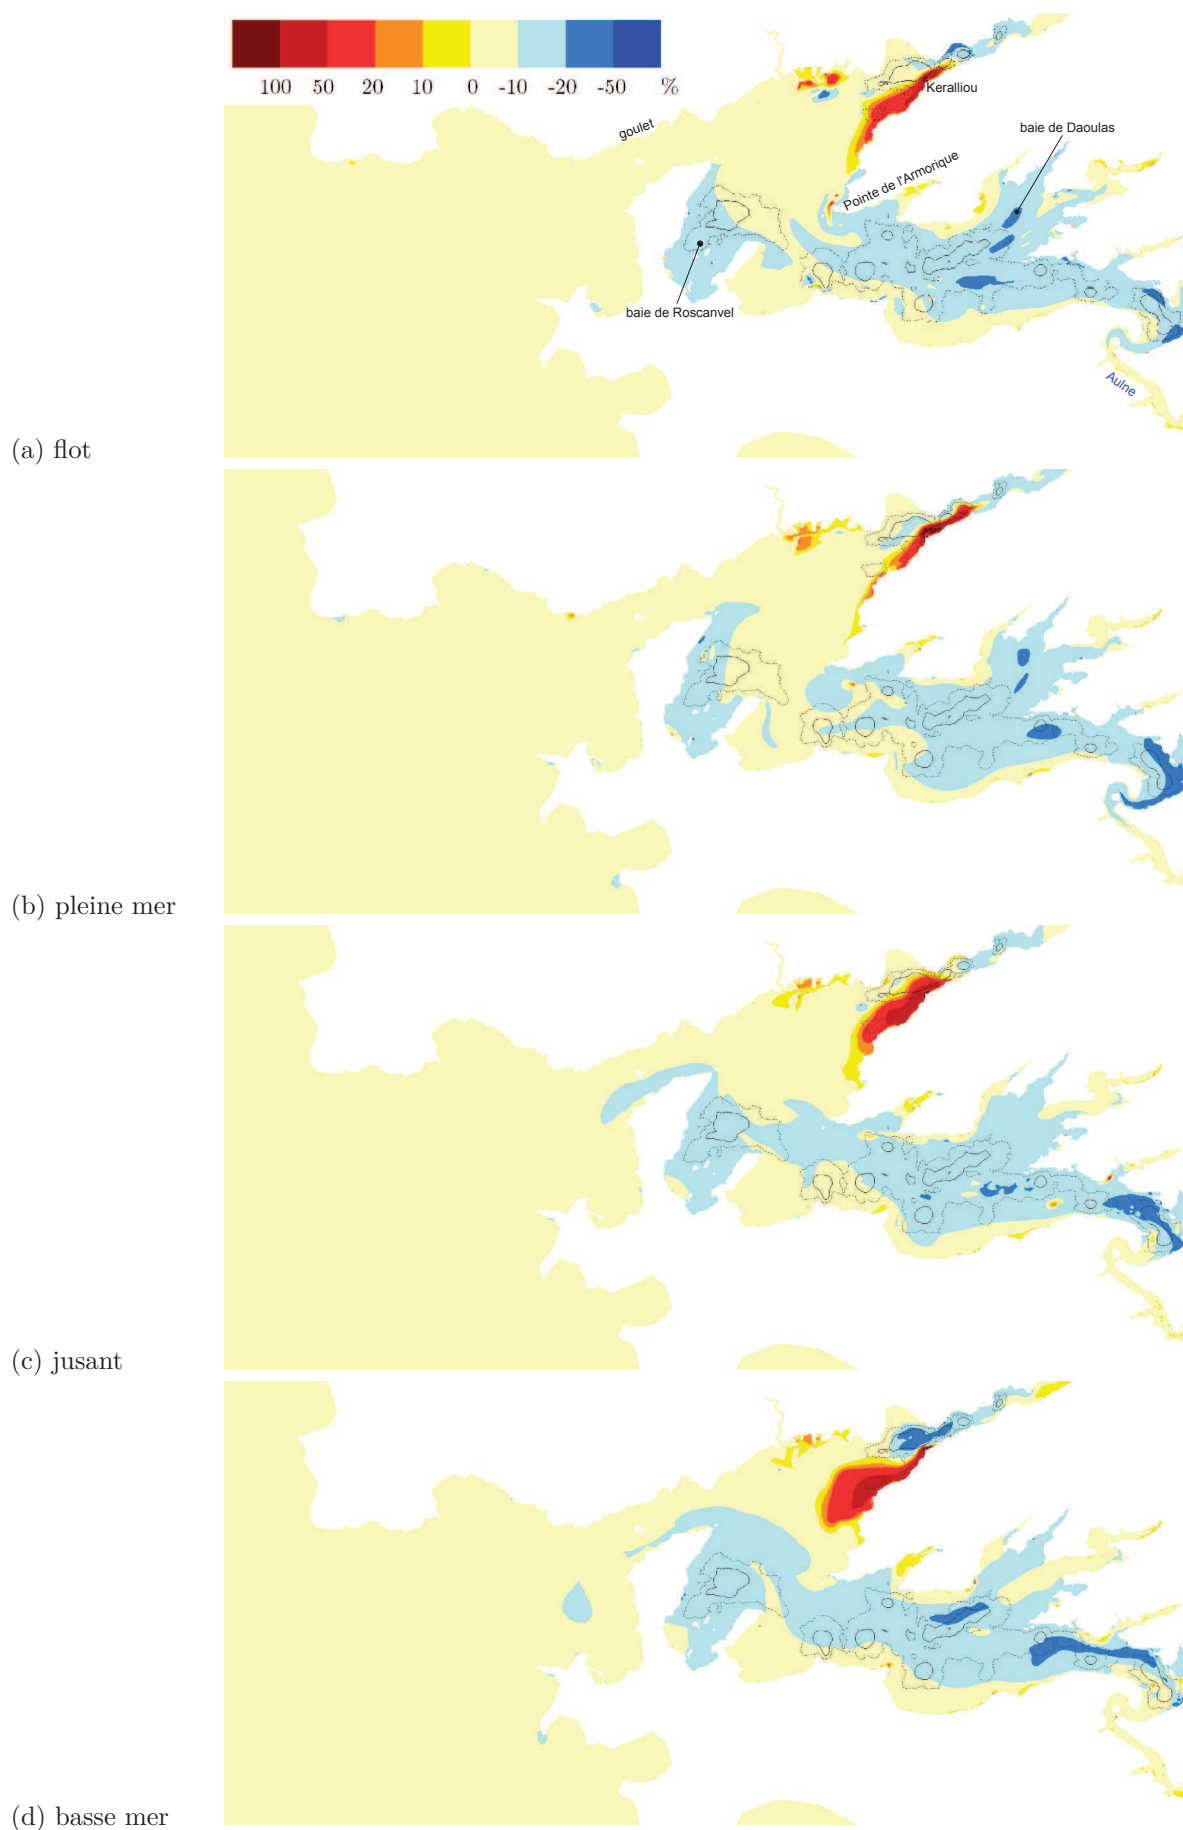 100 50 20 10 0 -10 -20 -50 %
Keralliou
goulet
baie de Daoulas
Pointe de l'Armorique
baie de Roscanvel
Aulne
(a) flot
(b) pleine mer
(c) jusant
(d) basse mer